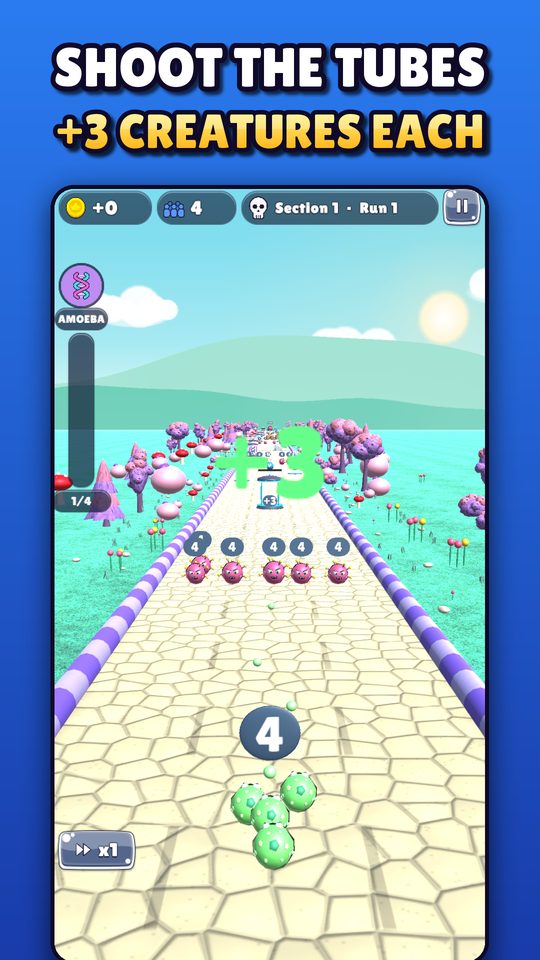 SHOOT THE TUBES
+3 CREATURES EACH
+0
4
Section 1 - Run 1
AMOEBA
+3
+3
1/4
4
4
4
4
4
4
x1